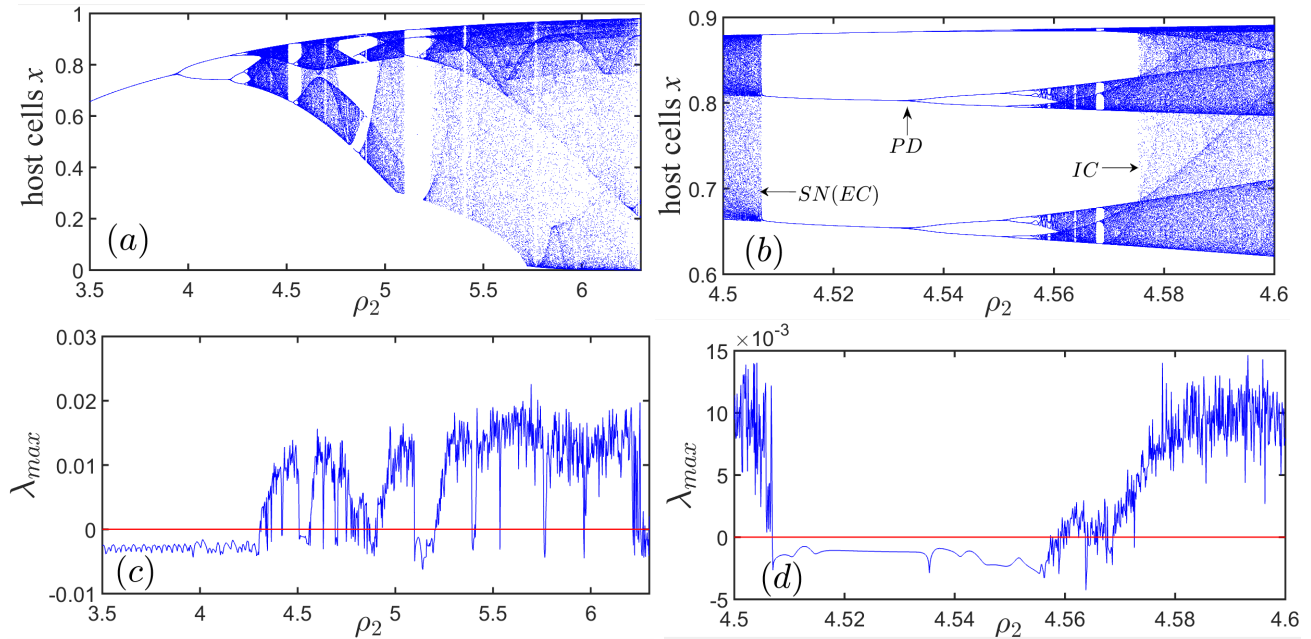 1
0.8
0.6
0.4
0.2
0
host cells x
(a)
3.5 4 4.5 5 5.5 6
ρ₂
0.9
0.8
0.7
0.6
host cells x
PD
IC
SN(EC)
(b)
4.5 4.52 4.54 4.56 4.58 4.6
ρ₂
0.03
0.02
0.01
0
-0.01
λmax
(c)
3.5 4 4.5 5 5.5 6
ρ₂
×10⁻³
15
10
5
0
-5
λmax
(d)
4.5 4.52 4.54 4.56 4.58 4.6
ρ₂